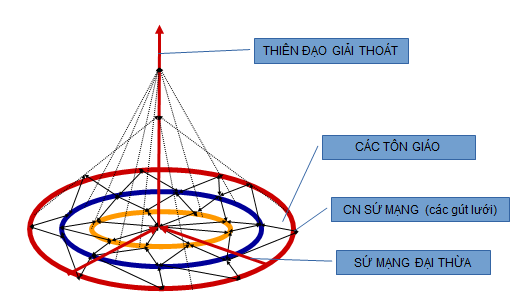 THIÊN ĐẠO GIẢI THOÁT
CÁC TÔN GIÁO
CN SỨ MẠNG (các gút lưới)
SỨ MẠNG ĐẠI THỪA